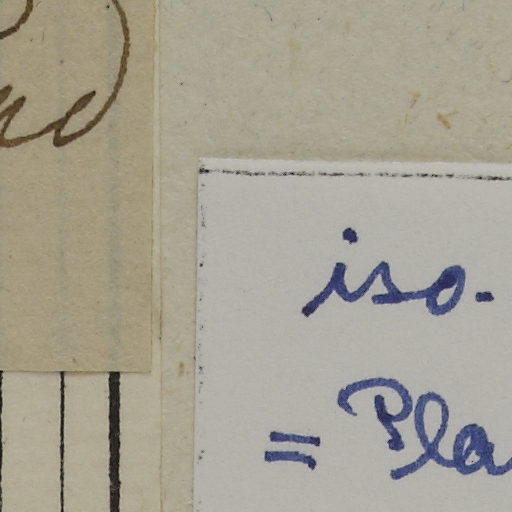 iso-
= Pla